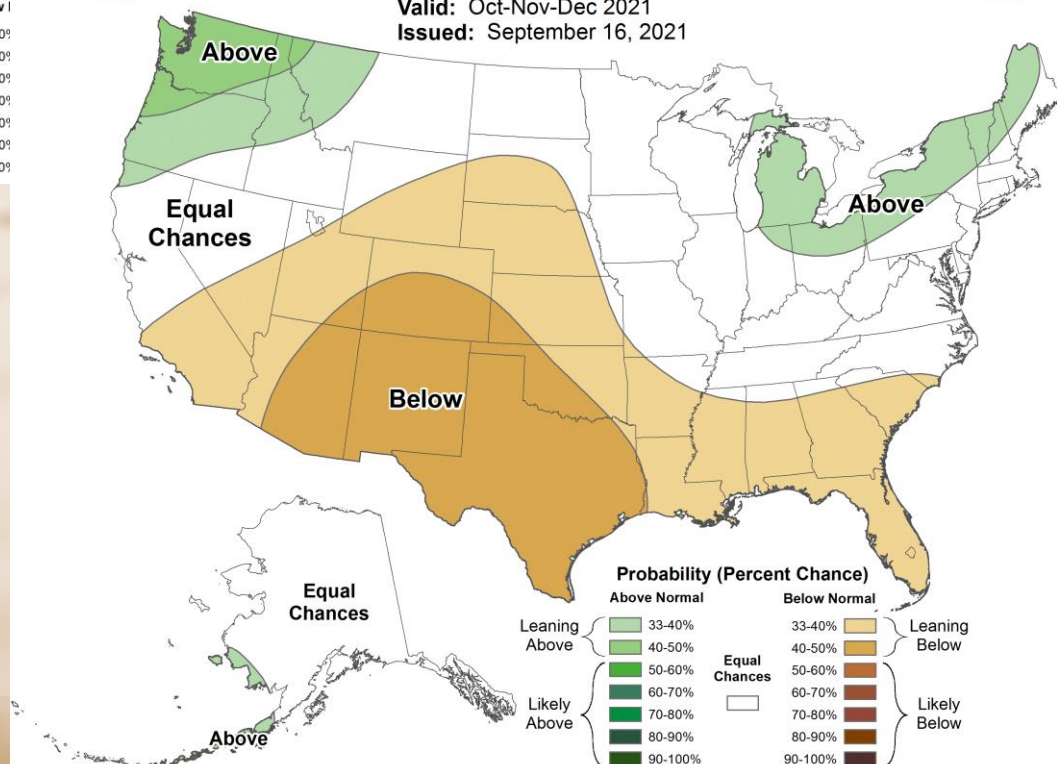 Valid: Oct-Nov-Dec 2021
Issued: September 16, 2021
Above
Equal
Chances
Above
Below
Equal
Chances
Above
Probability (Percent Chance)
Above Normal
Below Normal
Leaning
Above
33-40%
40-50%
Likely
Above
50-60%
60-70%
70-80%
80-90%
90-100%
Equal
Chances
33-40%
40-50%
Leaning
Below
50-60%
60-70%
70-80%
80-90%
90-100%
Likely
Below